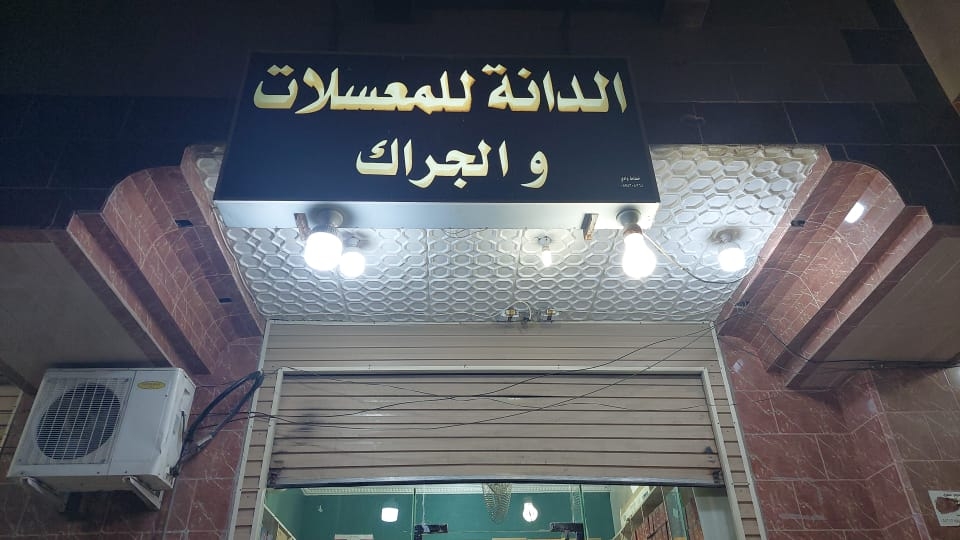 الدانة للمعسلات
و الجراك